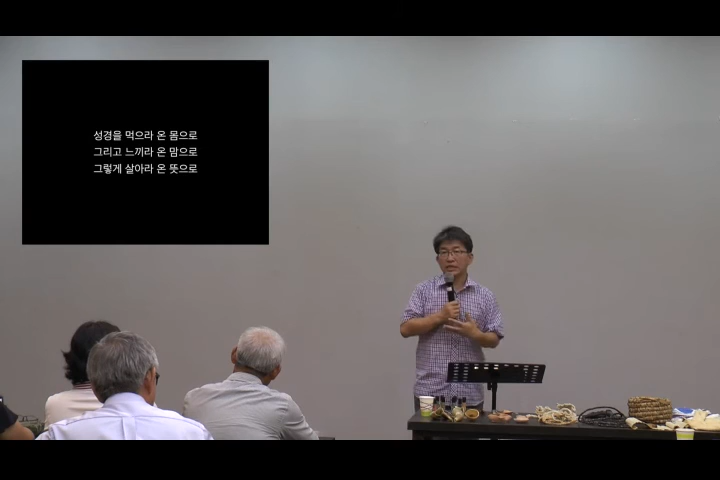 성경을 먹으라 온 몸으로
그리고 느끼라 온 맘으로
그렇게 살아라 온 뜻으로